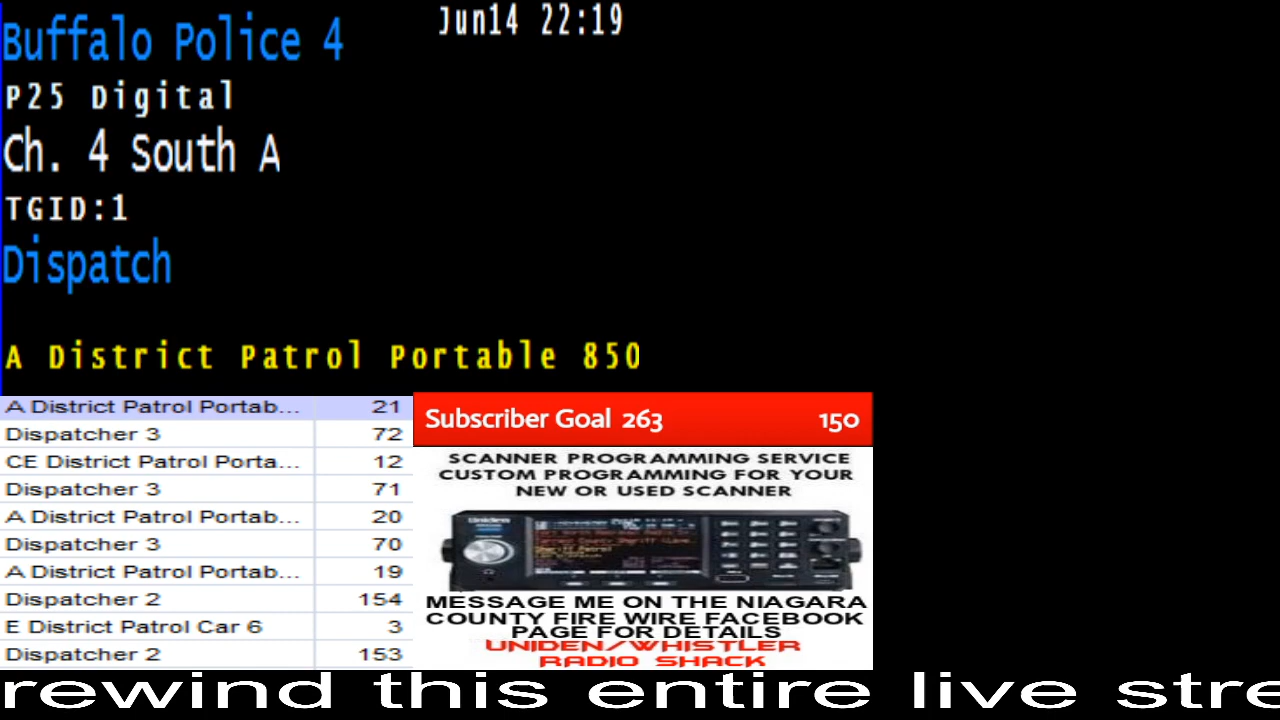 Buffalo Police 4
Jun14 22:19
P25 Digital
Ch. 4 South A
TGID:1
Dispatch
A District Patrol Portable 850
A District Patrol Portab... 21
Dispatcher 3 72
CE District Patrol Porta... 12
Dispatcher 3 71
A District Patrol Portab... 20
Dispatcher 3 70
A District Patrol Portab... 19
Dispatcher 2 154
E District Patrol Car 6 3
Dispatcher 2 153
Subscriber Goal 263 150
SCANNER PROGRAMMING SERVICE
CUSTOM PROGRAMMING FOR YOUR
NEW OR USED SCANNER
Uniden
MESSAGE ME ON THE NIAGARA
COUNTY FIRE WIRE FACEBOOK
PAGE FOR DETAILS
UNIDEN/WHISTLER
RADIO SHACK
rewind this entire live stre